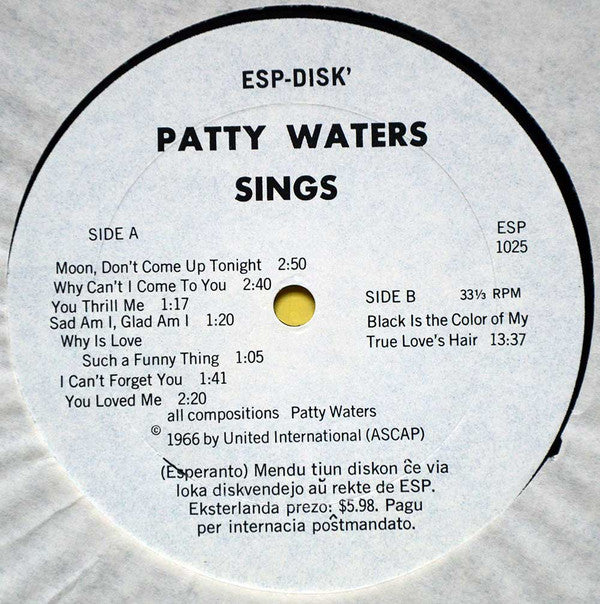 ESP-DISK'
PATTY WATERS
SINGS
SIDE A
ESP
1025
Moon, Don't Come Up Tonight 2:50
Why Can't I Come To You 2:40
You Thrill Me 1:17
Sad Am I, Glad Am I 1:20
Why Is Love
Such a Funny Thing 1:05
I Can't Forget You 1:41
You Loved Me 2:20
SIDE B 33⅓ RPM
Black Is the Color of My
True Love's Hair 13:37
all compositions Patty Waters
© 1966 by United International (ASCAP)
(Esperanto) Mendu tiun diskon ĉe via
loka diskvendejo aŭ rekte de ESP.
Eksterlanda prezo: $5.98. Pagu
per internacia poŝtmandato.